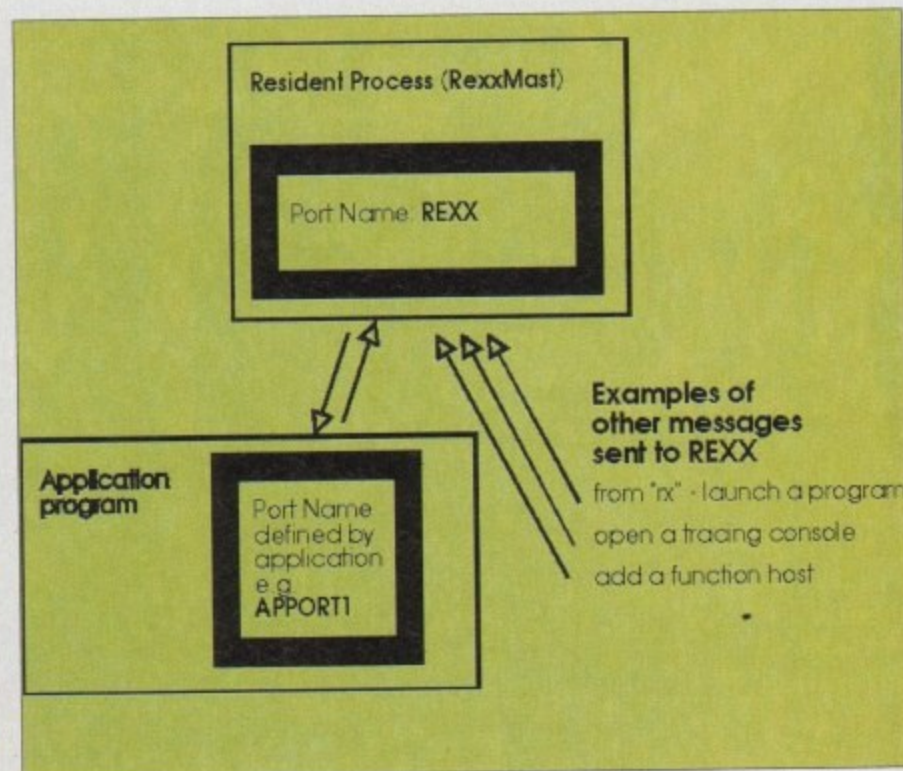 Resident Process (RexxMast)
Port Name: REXX
Examples of
other messages
sent to REXX
from "rx" - launch a program
open a tracing console
add a function host
Application
program
Port Name
defined by
application
e.g.
APPORT1